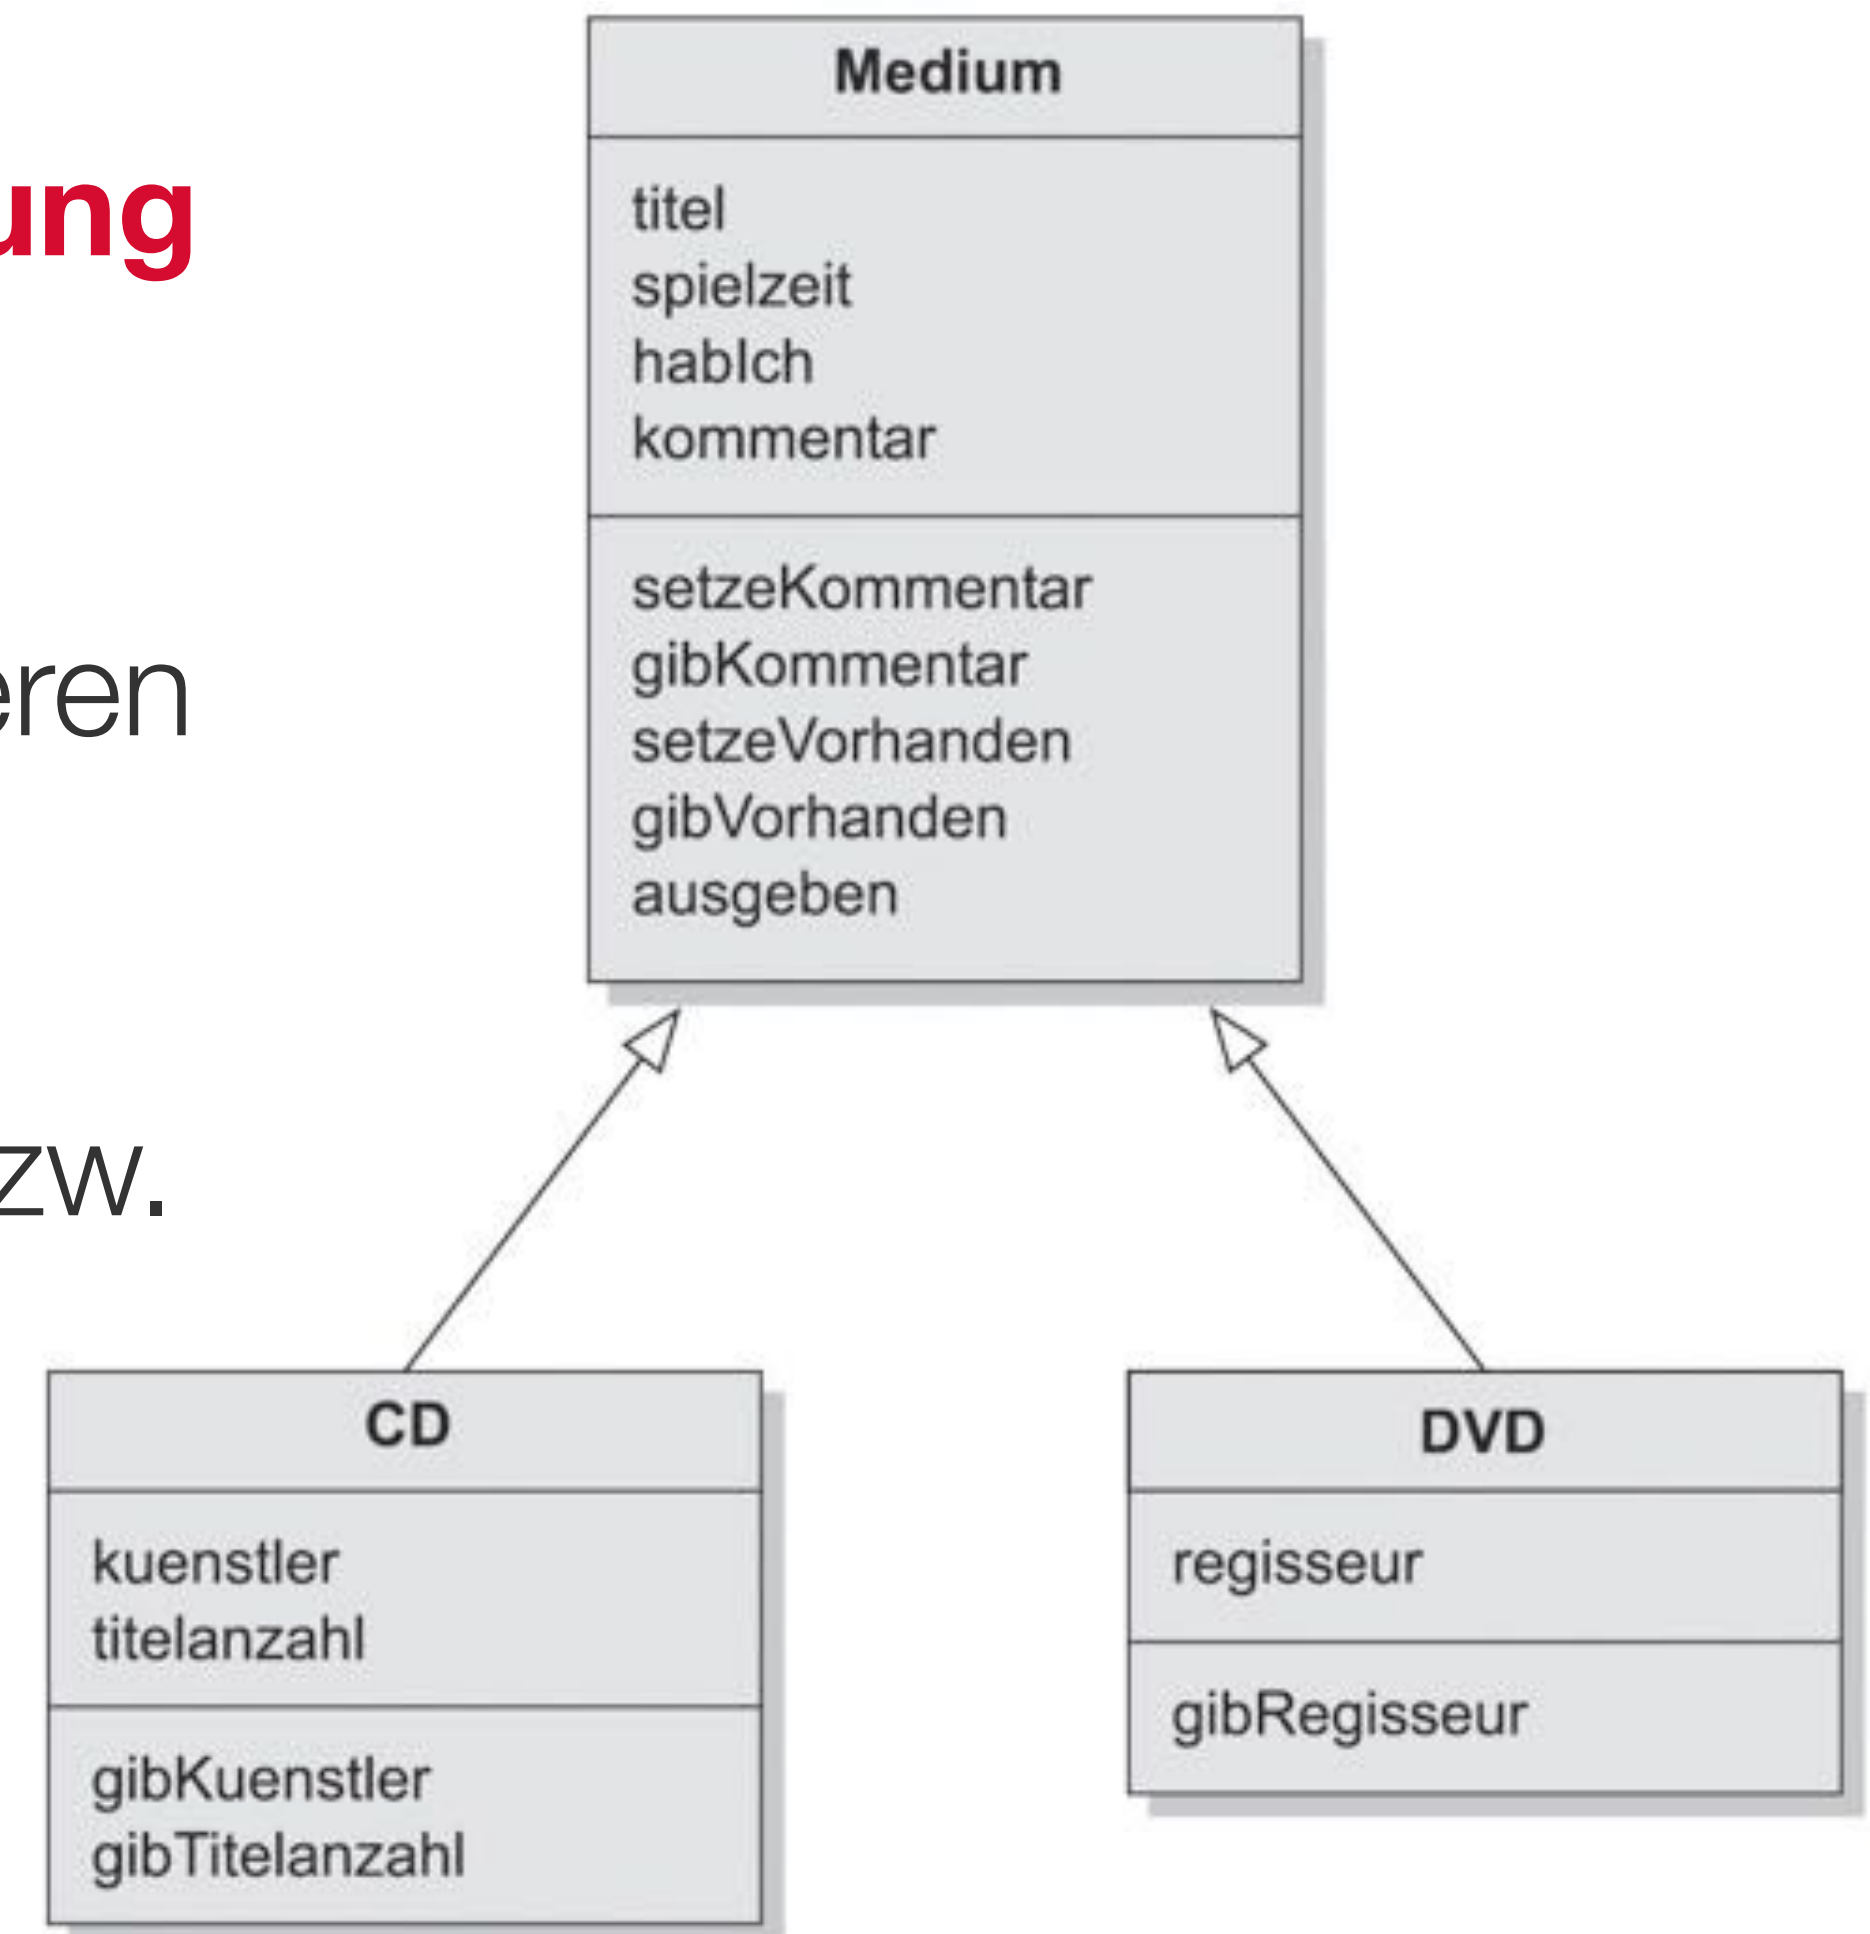 ung
eren
zw.
Medium
titel
spielzeit
habIch
kommentar
setzeKommentar
gibKommentar
setzeVorhanden
gibVorhanden
ausgeben
CD
kuenstler
titelanzahl
gibKuenstler
gibTitelanzahl
DVD
regisseur
gibRegisseur